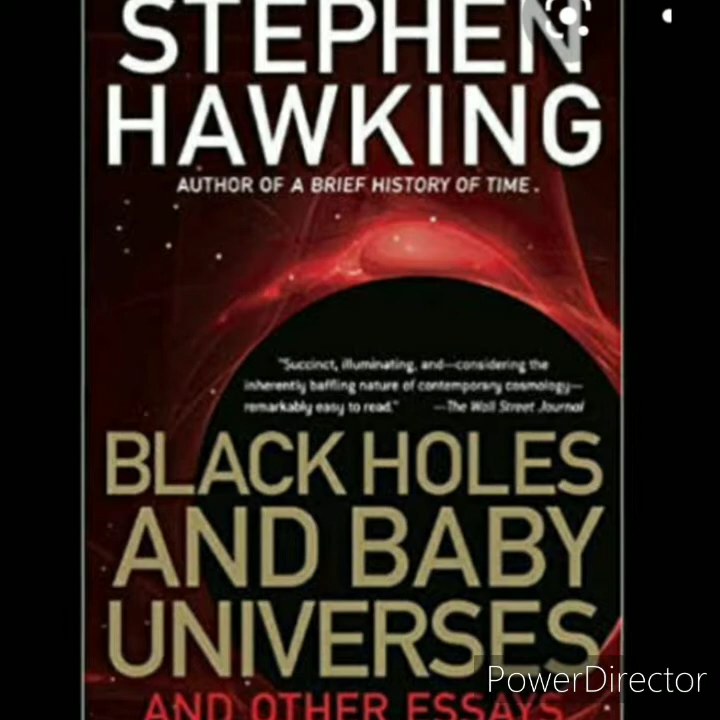 STEPHEN
HAWKING
AUTHOR OF A BRIEF HISTORY OF TIME.
"Succinct, illuminating, and—considering the
inherently baffling nature of contemporary cosmology—
remarkably easy to read." —The Wall Street Journal
BLACK HOLES
AND BABY
UNIVERSES
AND OTHER ESSAYS
PowerDirector